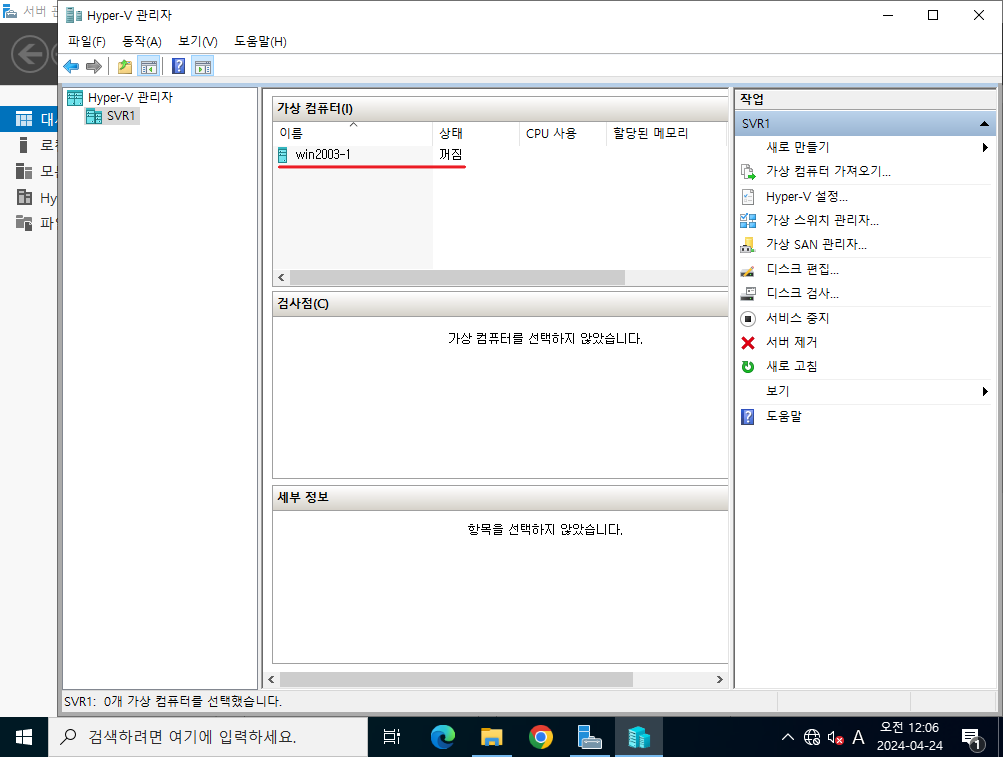 서버 관
Hyper-V 관리자
파일(F) 동작(A) 보기(V) 도움말(H)
대
로
모
Hy
파
Hyper-V 관리자
SVR1
가상 컴퓨터(I)
이름 상태 CPU 사용 할당된 메모리
win2003-1 꺼짐
검사점(C)
가상 컴퓨터를 선택하지 않았습니다.
세부 정보
항목을 선택하지 않았습니다.
작업
SVR1
새로 만들기
가상 컴퓨터 가져오기...
Hyper-V 설정...
가상 스위치 관리자...
가상 SAN 관리자...
디스크 편집...
디스크 검사...
서비스 중지
서버 제거
새로 고침
보기
도움말
SVR1: 0개 가상 컴퓨터를 선택했습니다.
검색하려면 여기에 입력하세요.
A
오전 12:06
2024-04-24
1